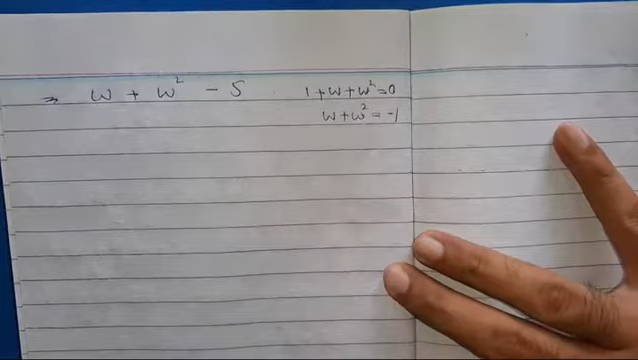 ⇒ ω + ω² - 5
1 + ω + ω² = 0
ω + ω² = -1